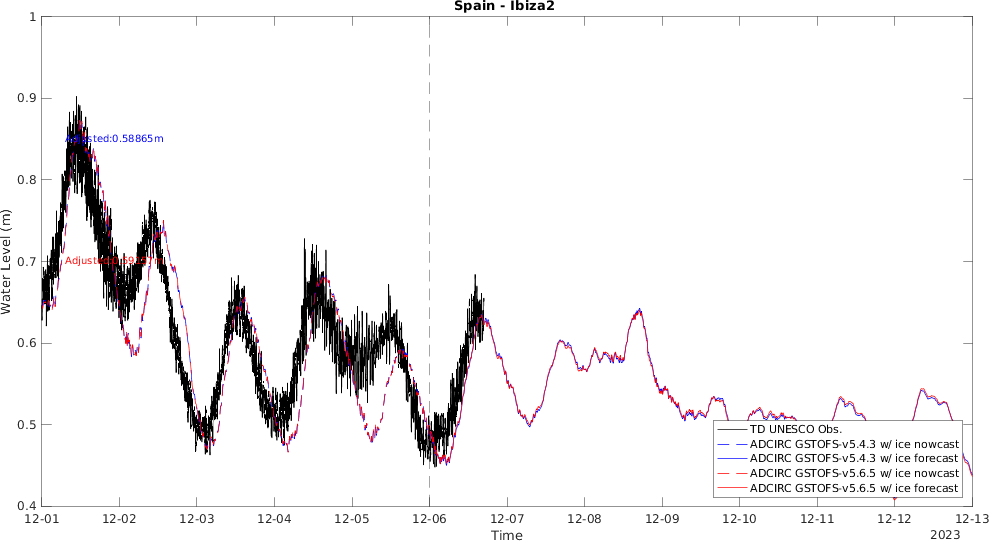 Spain - Ibiza2
1
0.9
0.8
0.7
0.6
0.5
0.4
Water Level (m)
Adjusted:0.58865m
TD UNESCO Obs.
ADCIRC GSTOFS-v5.4.3 w/ ice nowcast
ADCIRC GSTOFS-v5.4.3 w/ ice forecast
ADCIRC GSTOFS-v5.6.5 w/ ice nowcast
ADCIRC GSTOFS-v5.6.5 w/ ice forecast
12-01 12-02 12-03 12-04 12-05 12-06 12-07 12-08 12-09 12-10 12-11 12-12 12-13
Time
2023